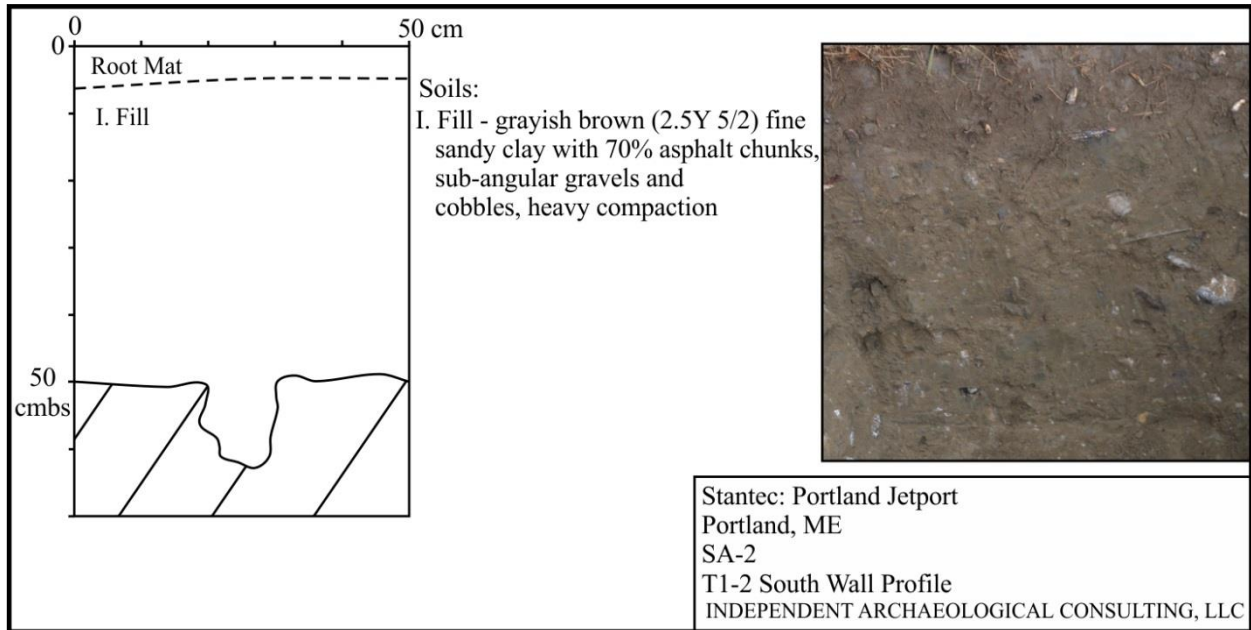 0
50 cm
0
Root Mat
I. Fill
50
cmbs
Soils:
I. Fill - grayish brown (2.5Y 5/2) fine
sandy clay with 70% asphalt chunks,
sub-angular gravels and
cobbles, heavy compaction
Stantec: Portland Jetport
Portland, ME
SA-2
T1-2 South Wall Profile
INDEPENDENT ARCHAEOLOGICAL CONSULTING, LLC